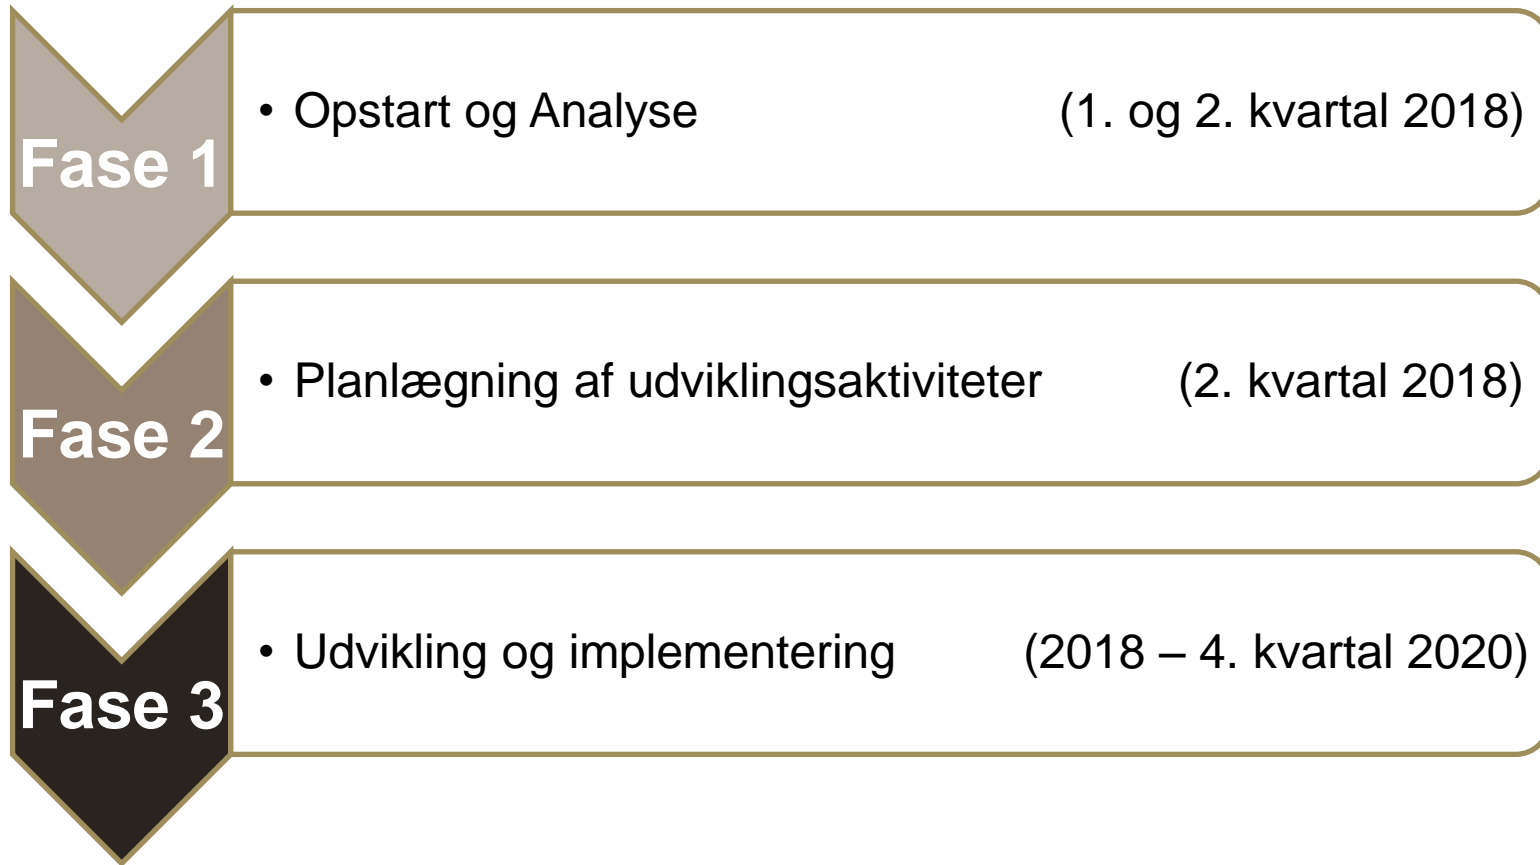 Fase 1
• Opstart og Analyse (1. og 2. kvartal 2018)
Fase 2
• Planlægning af udviklingsaktiviteter (2. kvartal 2018)
Fase 3
• Udvikling og implementering (2018 – 4. kvartal 2020)